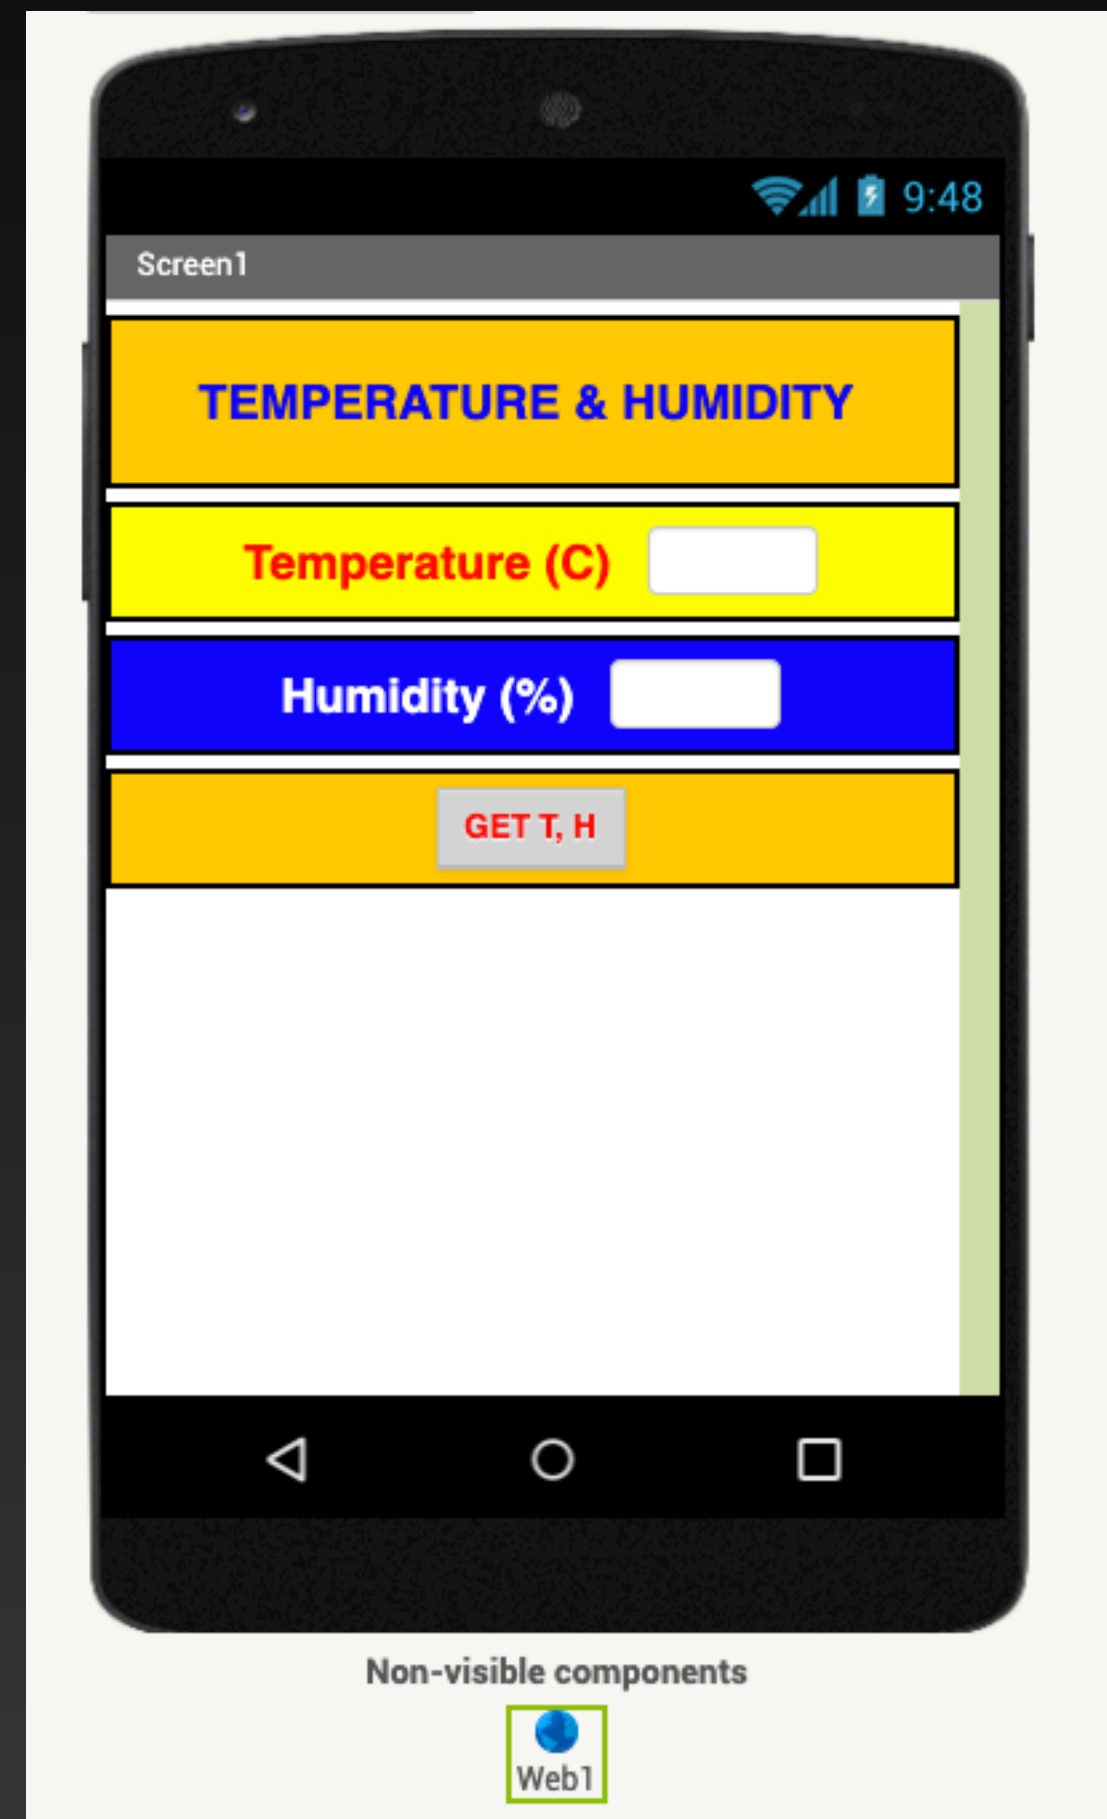 9:48
Screen1
TEMPERATURE & HUMIDITY
Temperature (C)
Humidity (%)
GET T, H
Non-visible components
Web1